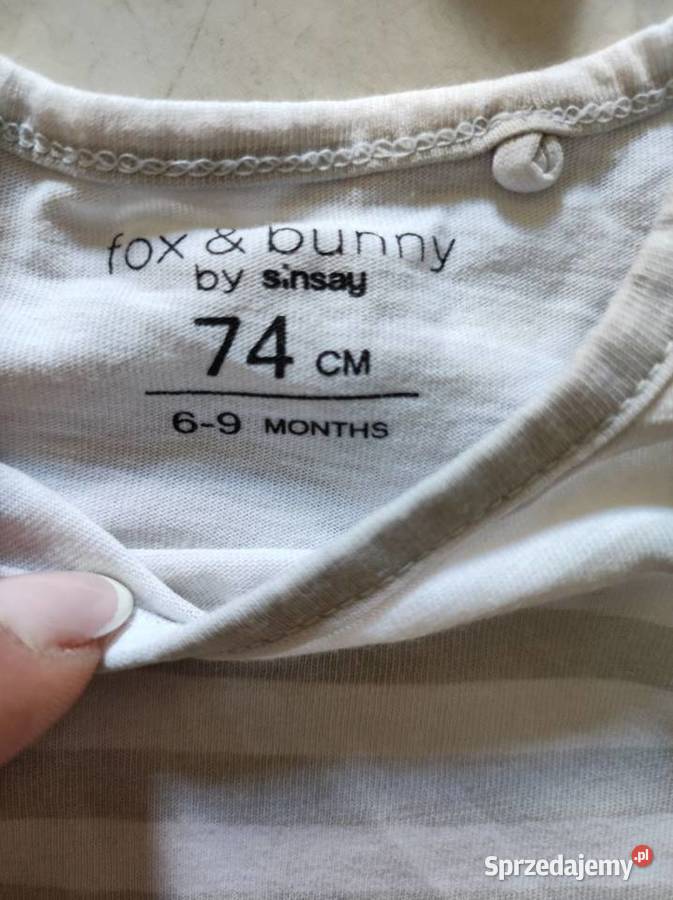 fox & bunny
by sinsay
74 CM
6-9 MONTHS
Sprzedajemy.pl